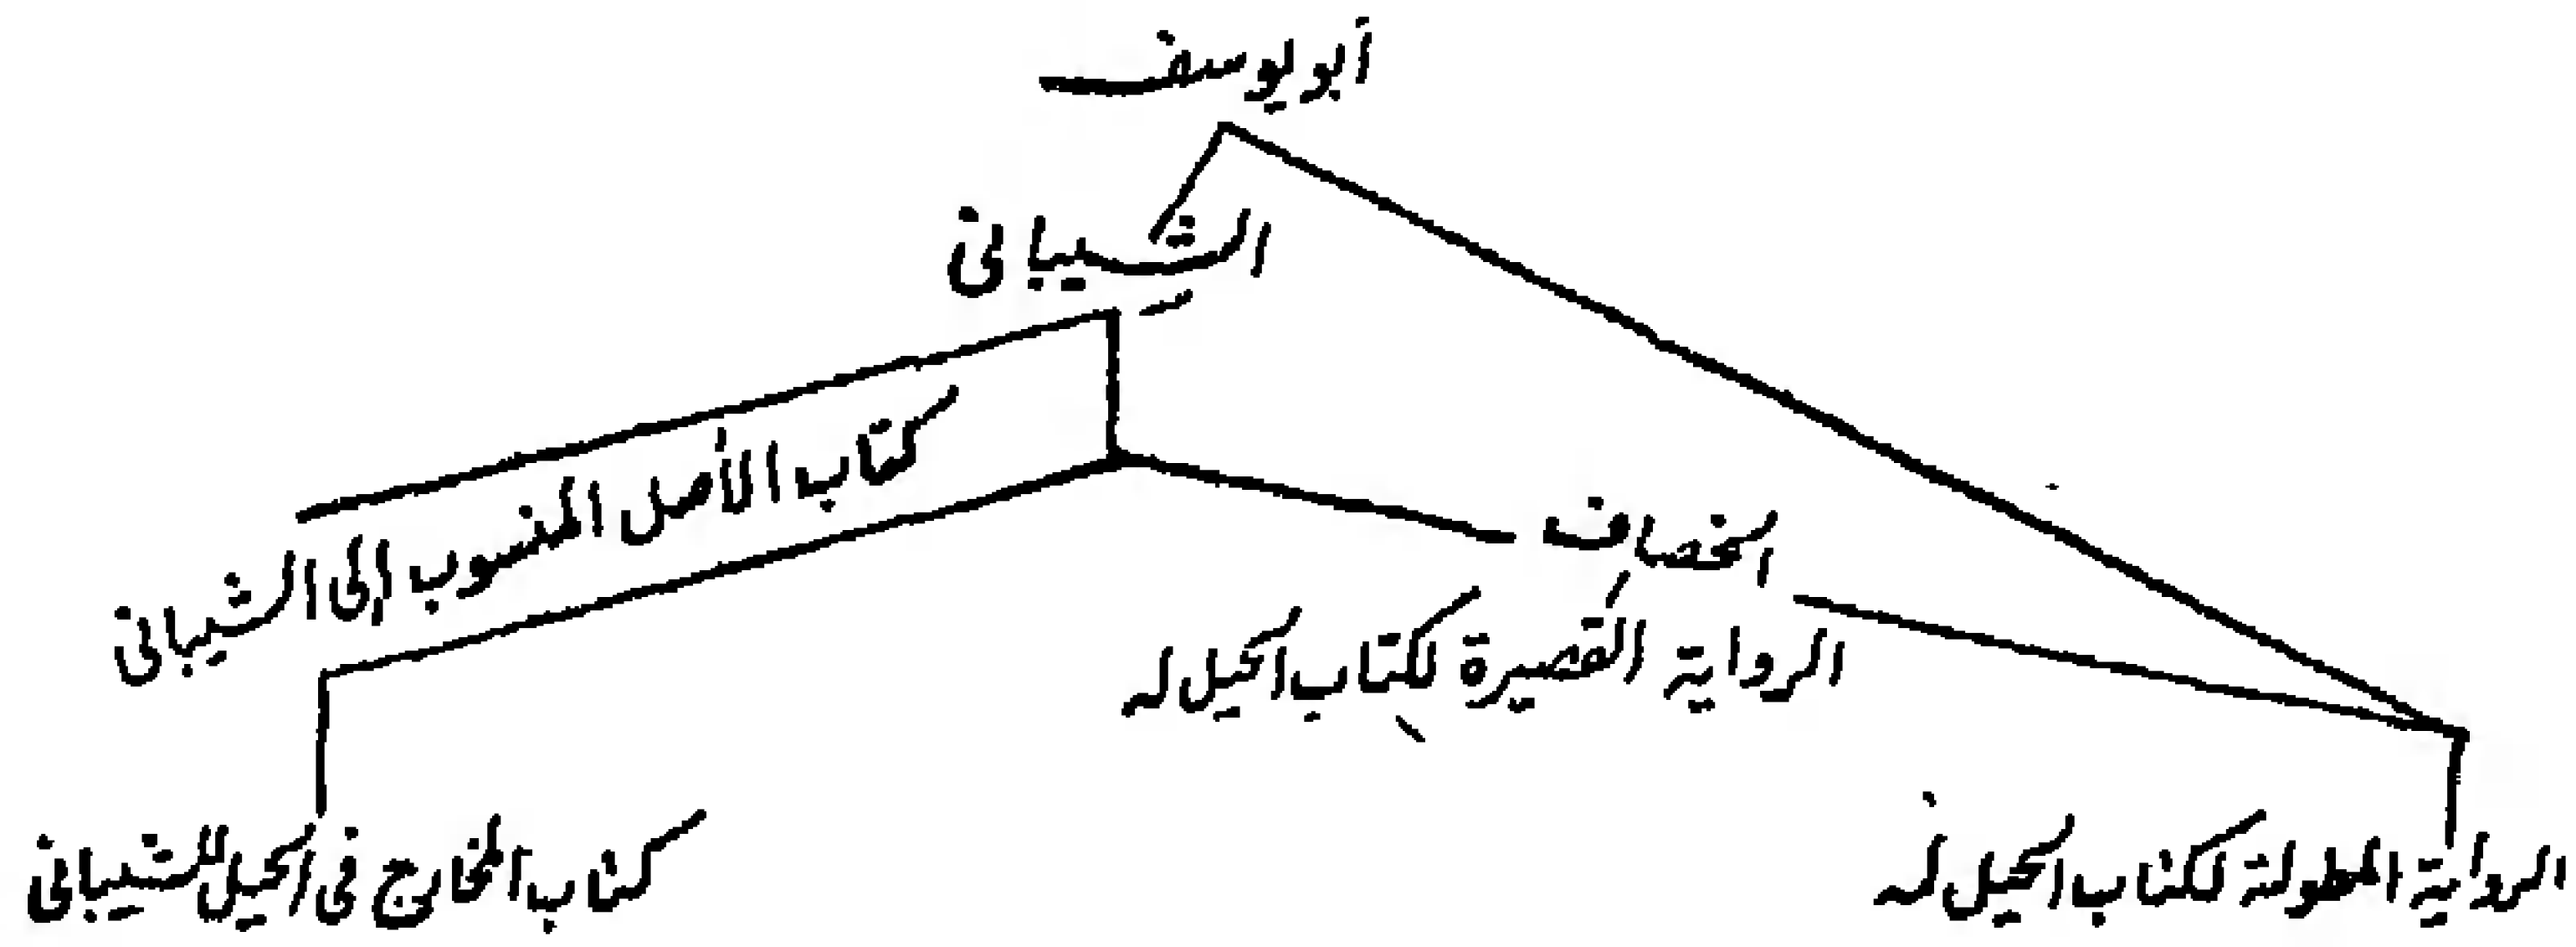 أبو يوسف
الشيباني
كتاب الأصل المنسوب إلى الشيباني
الخصاف
الرواية القصيرة لكتاب الحيل له
كتاب المخارج في الحيل للشيباني
الرواية المطولة لكتاب الحيل له